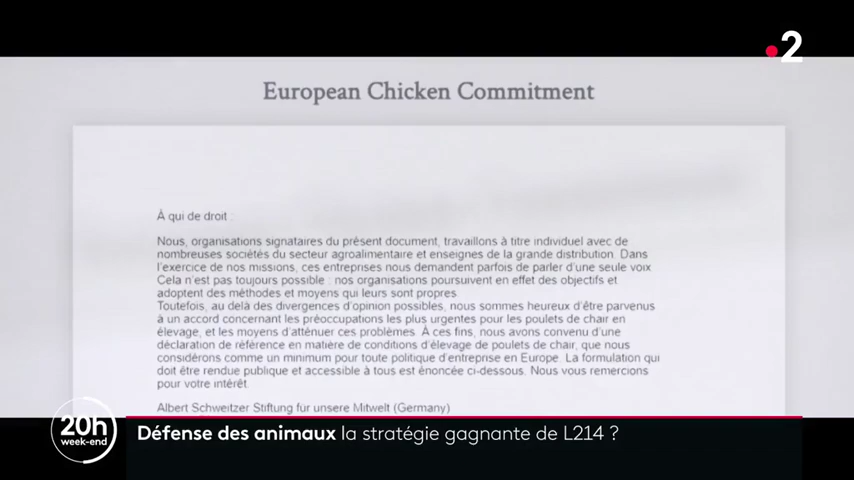 2
European Chicken Commitment
À qui de droit :
Nous, organisations signataires du présent document, travaillons à titre individuel avec de
nombreuses sociétés du secteur agroalimentaire et enseignes de la grande distribution. Dans
l'exercice de nos missions, ces entreprises nous demandent parfois de parler d'une seule voix
Cela n'est pas toujours possible : nos organisations poursuivent en effet des objectifs et
adoptent des méthodes et moyens qui leurs sont propres
Toutefois, au delà des divergences d'opinion possibles, nous sommes heureux d'être parvenus
à un accord concernant les préoccupations les plus urgentes pour les poulets de chair en
élevage, et les moyens d'atténuer ces problèmes. À ces fins, nous avons convenu d'une
déclaration de référence en matière de conditions d'élevage de poulets de chair, que nous
considérons comme un minimum pour toute politique d'entreprise en Europe. La formulation qui
doit être rendue publique et accessible à tous est énoncée ci-dessous. Nous vous remercions
pour votre intérêt.
Albert Schweitzer Stiftung für unsere Mitwelt (Germany)
20h
week-end
Défense des animaux la stratégie gagnante de L214 ?